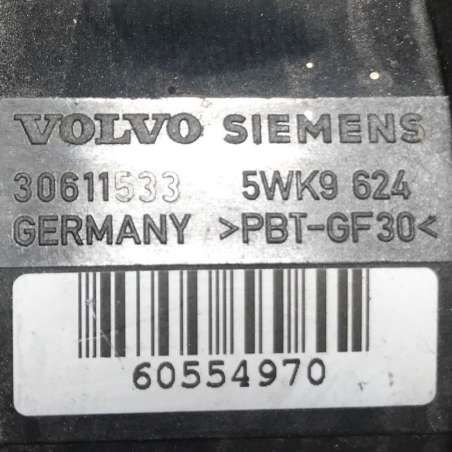 VOLVO SIEMENS
30611533 5WK9 624
GERMANY >PBT-GF30<
60554970